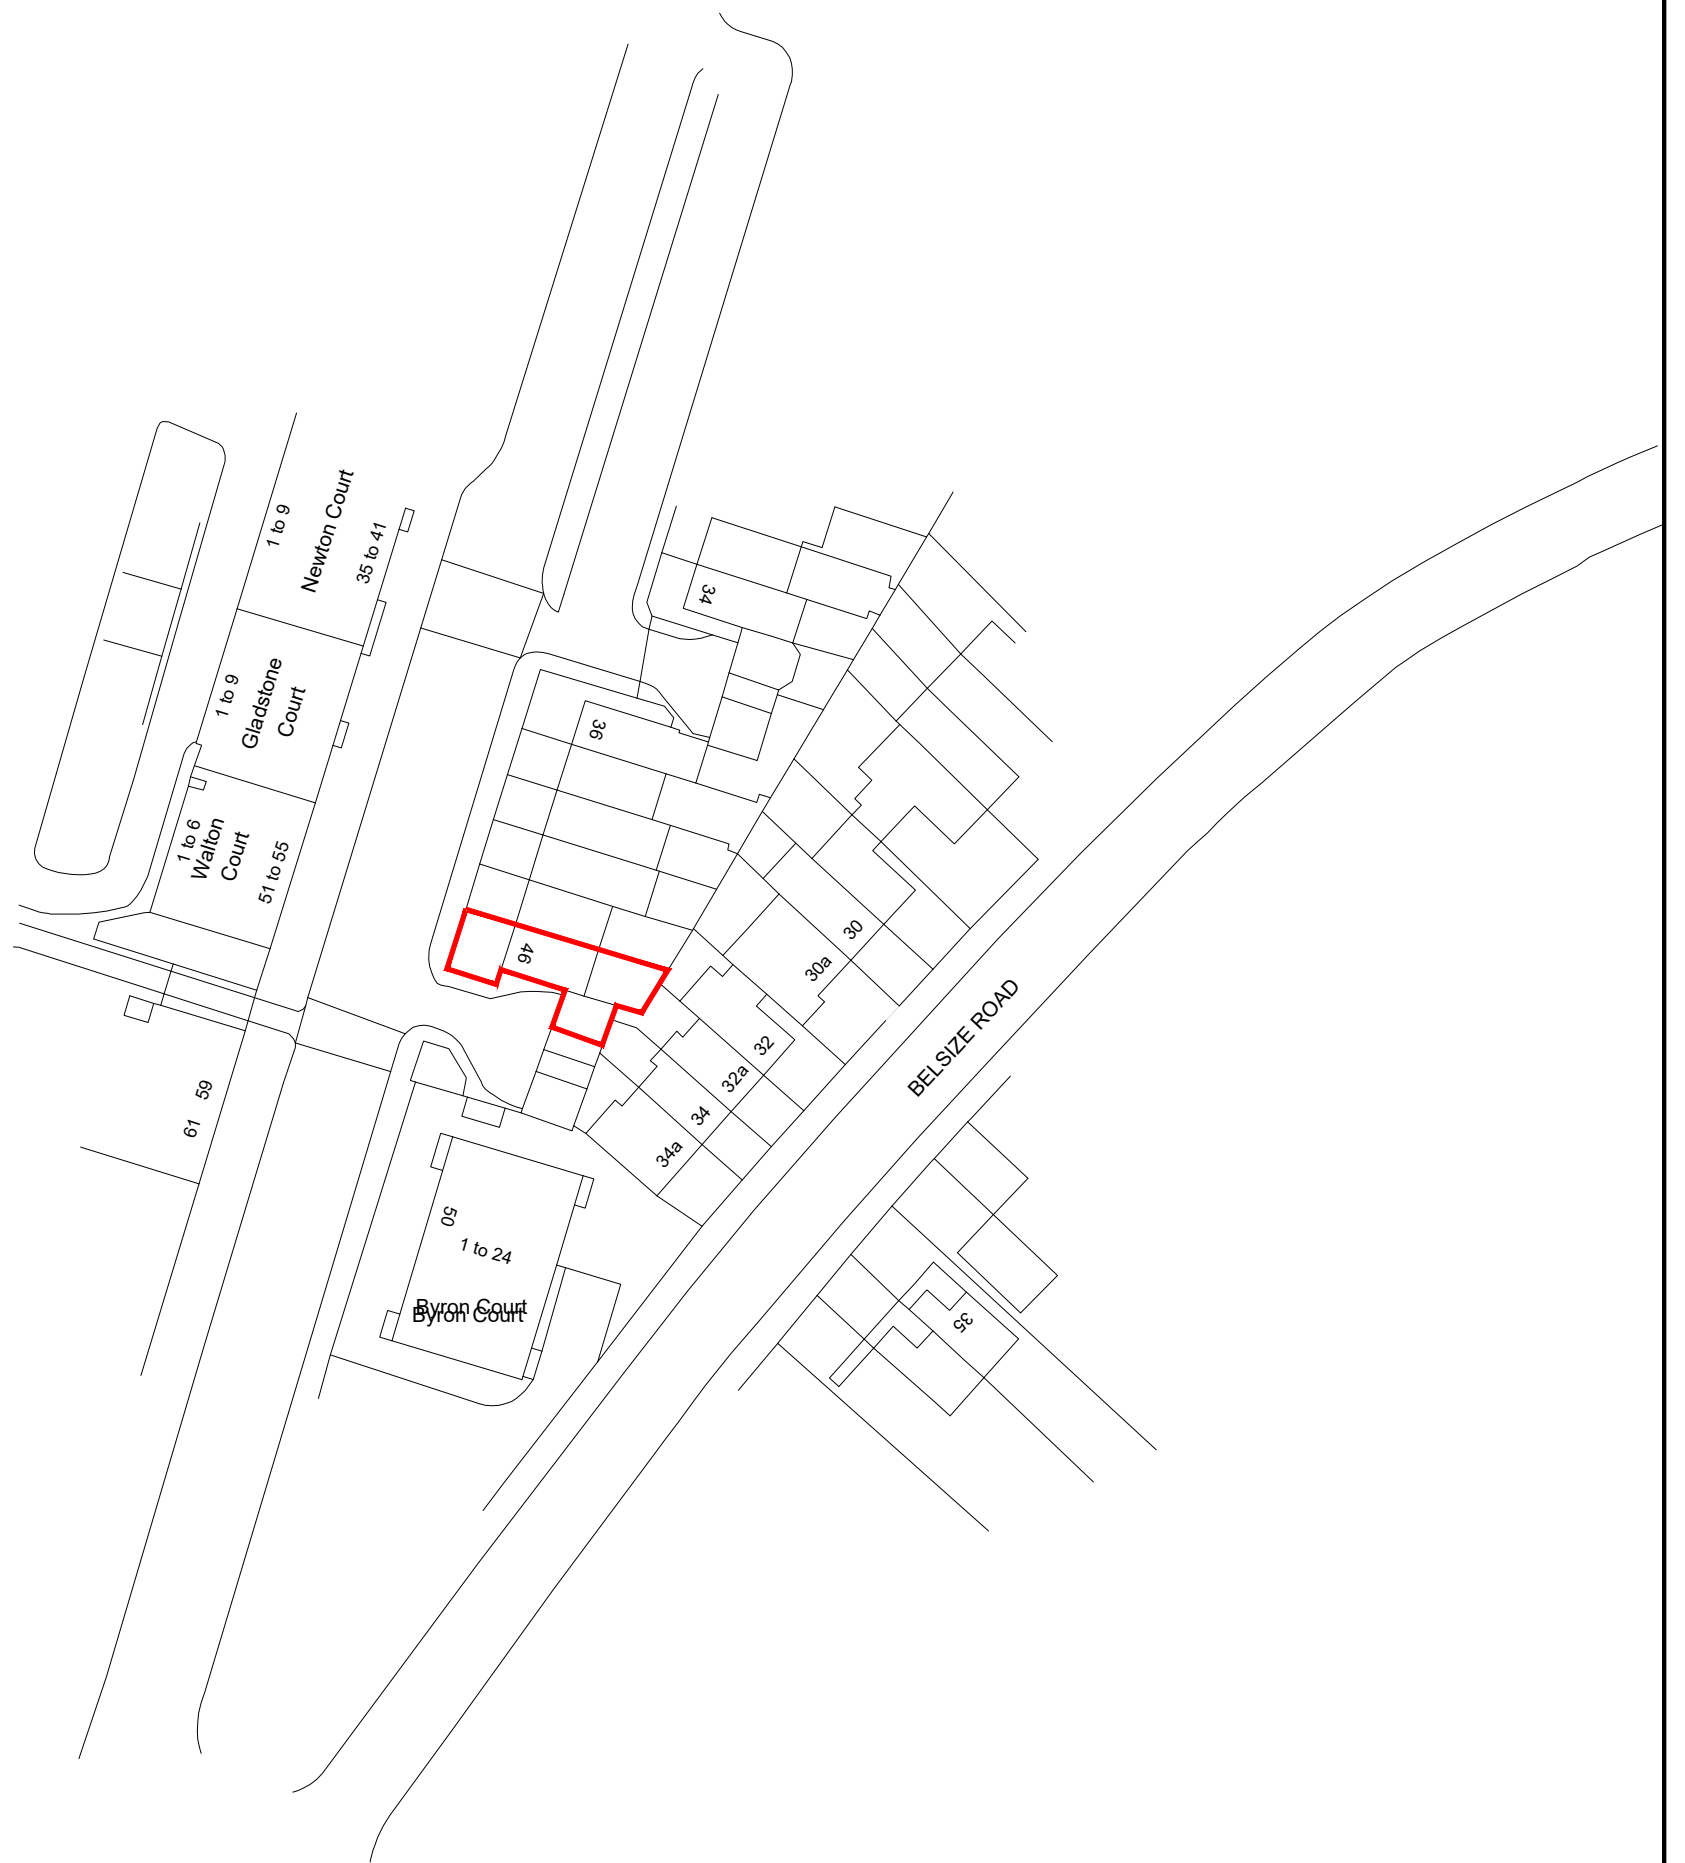 1 to 9
Newton Court
35 to 41
34
1 to 9
Gladstone
Court
36
1 to 6
Walton
Court
51 to 55
46
30
30a
BELSIZE ROAD
32
32a
34
34a
59
61
50
1 to 24
Byron Court
Byron Court
35